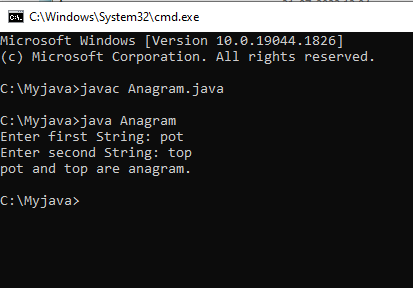 C:\Windows\System32\cmd.exe
Microsoft Windows [Version 10.0.19044.1826]
(c) Microsoft Corporation. All rights reserved.
C:\Myjava>javac Anagram.java
C:\Myjava>java Anagram
Enter first String: pot
Enter second String: top
pot and top are anagram.
C:\Myjava>